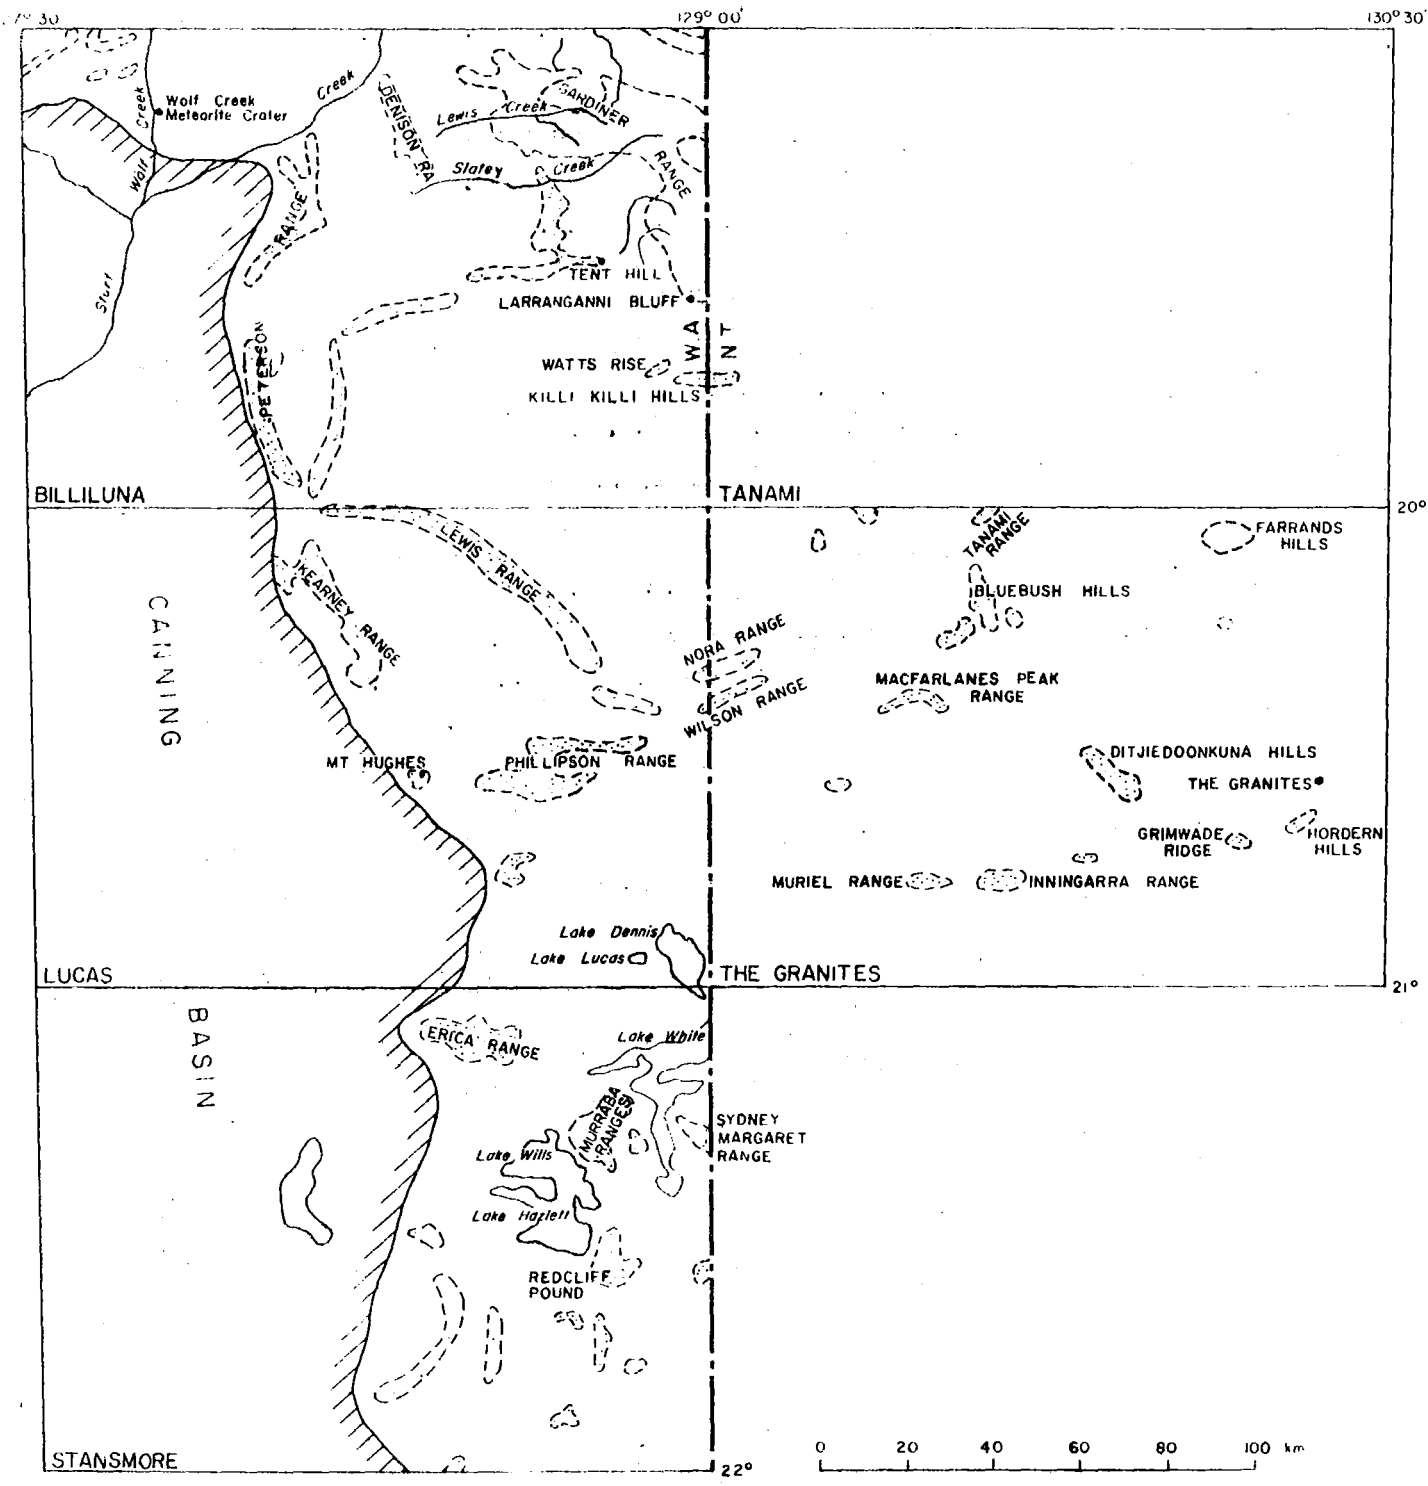 7° 30
129° 00'
130° 30'
Wolf Creek
Meteorite Crater
Creek
Wolf
Creek
Sturt
DENISON RA
Lewis Creek
GARDINER
RANGE
Slatey Creek
RANGE
PETERSON
TENT HILL
LARRANGANNI BLUFF
WA
NT
WATTS RISE
KILLI KILLI HILLS
BILLILUNA
TANAMI
20°
LEWIS RANGE
KEARNEY RANGE
TANAMI
RANGE
FARRANDS
HILLS
BLUEBUSH HILLS
NORA RANGE
WILSON RANGE
MACFARLANES PEAK
RANGE
CANNING
MT HUGHES
PHILLIPSON RANGE
DITJIEDOONKUNA HILLS
THE GRANITES
GRIMWADE
RIDGE
HORDERN
HILLS
MURIEL RANGE
INNINGARRA RANGE
Lake Dennis
Lake Lucas
LUCAS
THE GRANITES
21°
BASIN
ERICA RANGE
Lake White
MURRABA
RANGES
SYDNEY
MARGARET
RANGE
Lake Wills
Lake Hazlett
REDCLIFF
POUND
STANSMORE
22°
0 20 40 60 80 100 km